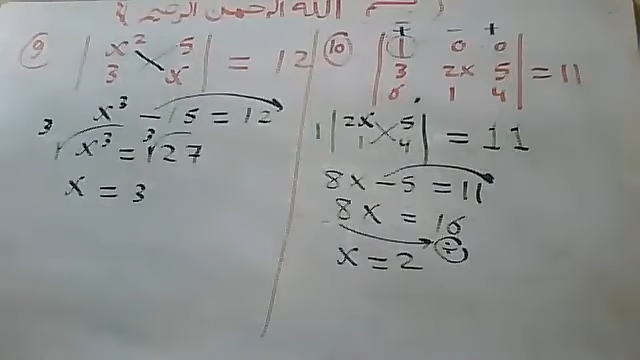 بسم الله الرحمن الرحيم
9
| x² 5 |
| 3 x | = 12
x³ - 15 = 12
³√x³ = ³√27
x = 3
10
+ - +
| 1 0 0 |
| 3 2x 5 | = 11
| 6 1 4 |
1 | 2x 5 |
| 1 4 | = 11
8x - 5 = 11
8x = 16
x = 2 ÷